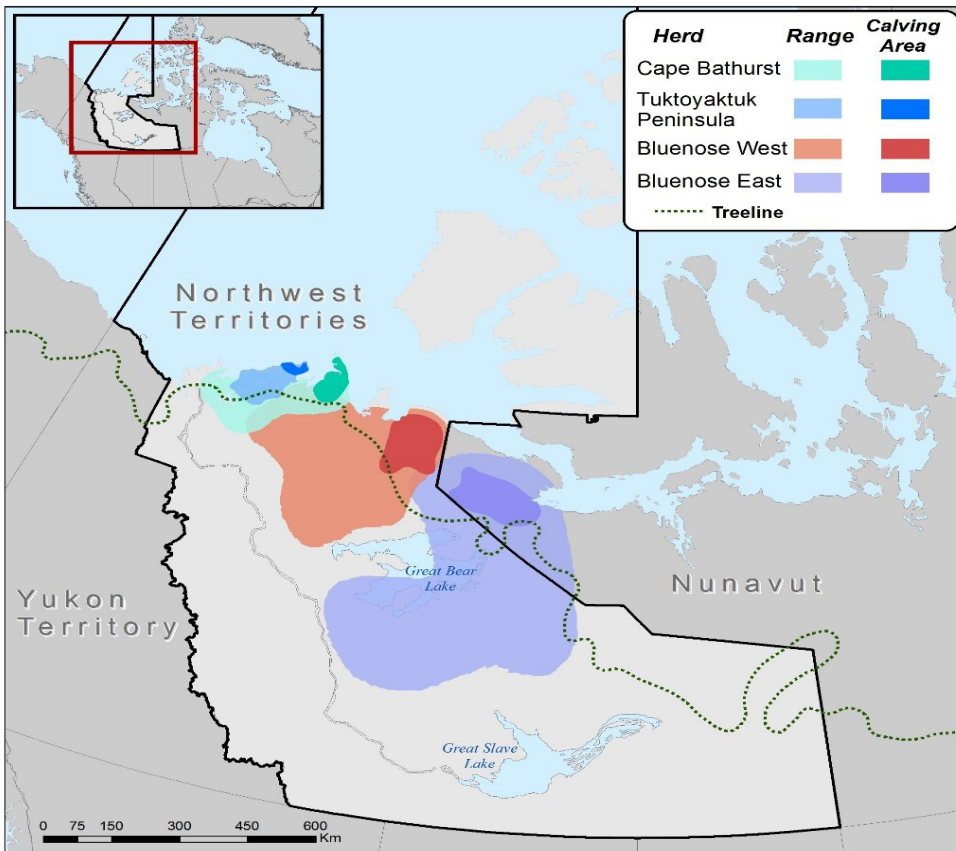 Herd Range Calving
Area
Cape Bathurst
Tuktoyaktuk
Peninsula
Bluenose West
Bluenose East
Treeline
Northwest
Territories
Great Bear
Lake
Nunavut
Yukon
Territory
Great Slave
Lake
0 75 150 300 450 600
Km